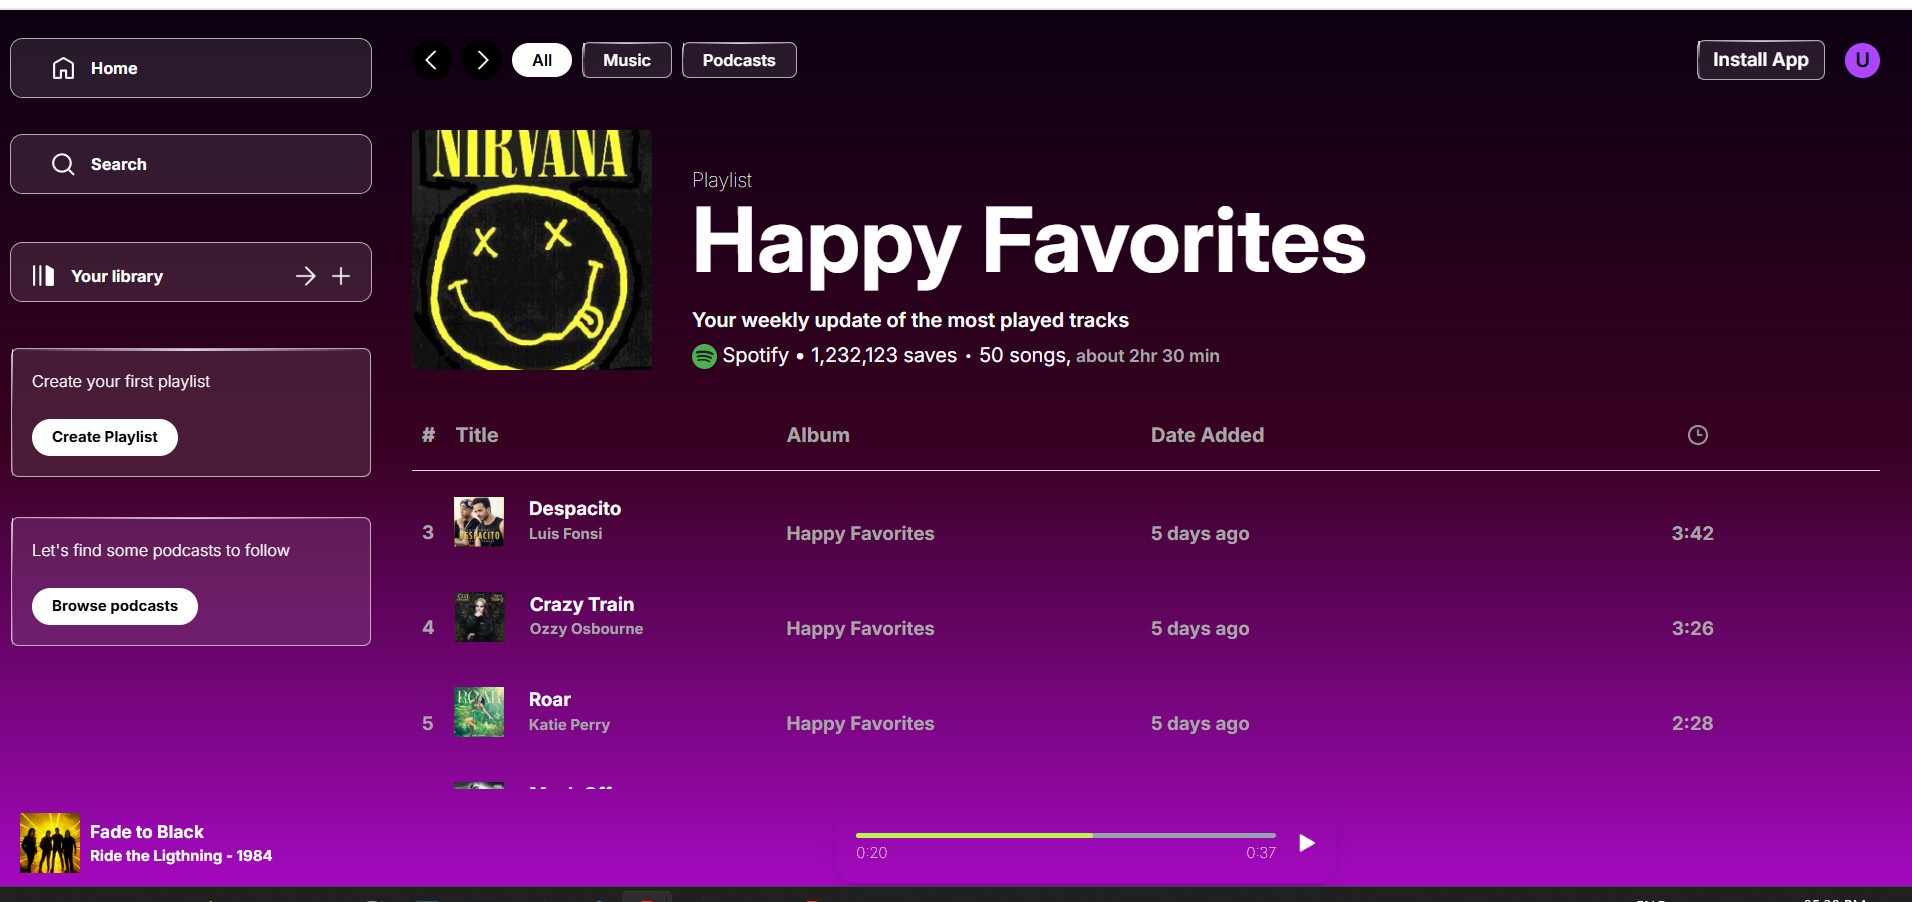 Home
All
Music
Podcasts
Install App
U
Search
Your library
NIRVANA
Playlist
Happy Favorites
Your weekly update of the most played tracks
Spotify • 1,232,123 saves • 50 songs, about 2hr 30 min
Create your first playlist
Create Playlist
Let's find some podcasts to follow
Browse podcasts
# Title Album Date Added
3 Despacito Happy Favorites 5 days ago 3:42
DESPACITO
Luis Fonsi
4 Crazy Train Happy Favorites 5 days ago 3:26
Ozzy Osbourne
5 Roar Happy Favorites 5 days ago 2:28
ROAR
Katie Perry
Fade to Black
Ride the Ligthning - 1984
0:20
0:37